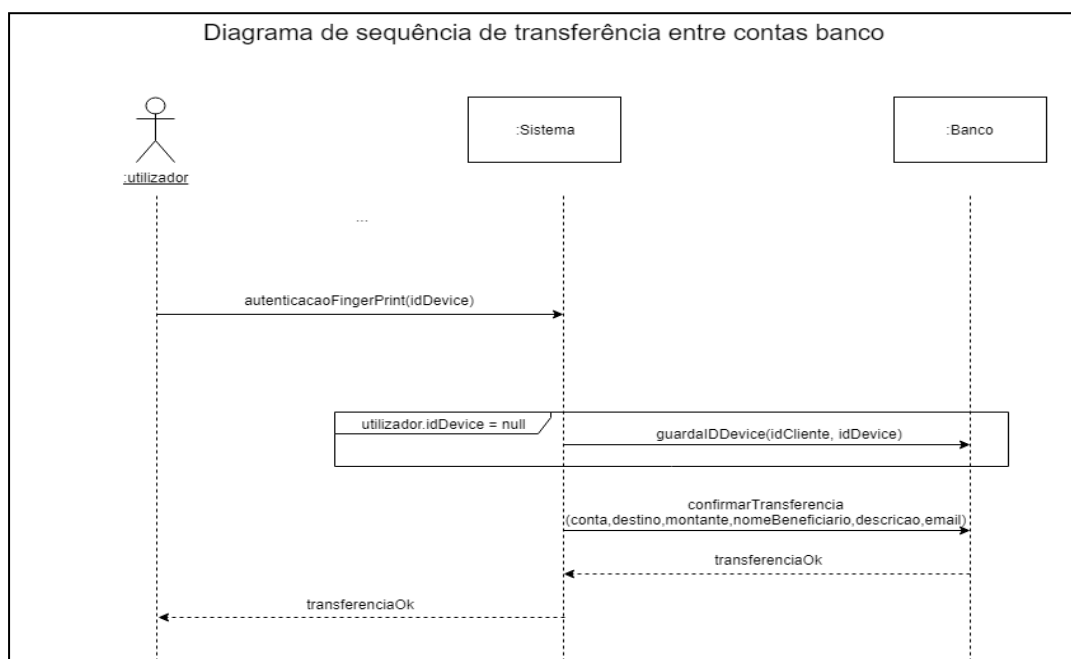 Diagrama de sequência de transferência entre contas banco
:Sistema
:Banco
:utilizador
...
autenticacaoFingerPrint(idDevice)
utilizador.idDevice = null
guardaIDDevice(idCliente, idDevice)
confirmarTransferencia
(conta,destino,montante,nomeBeneficiario,descricao,email)
transferenciaOk
transferenciaOk